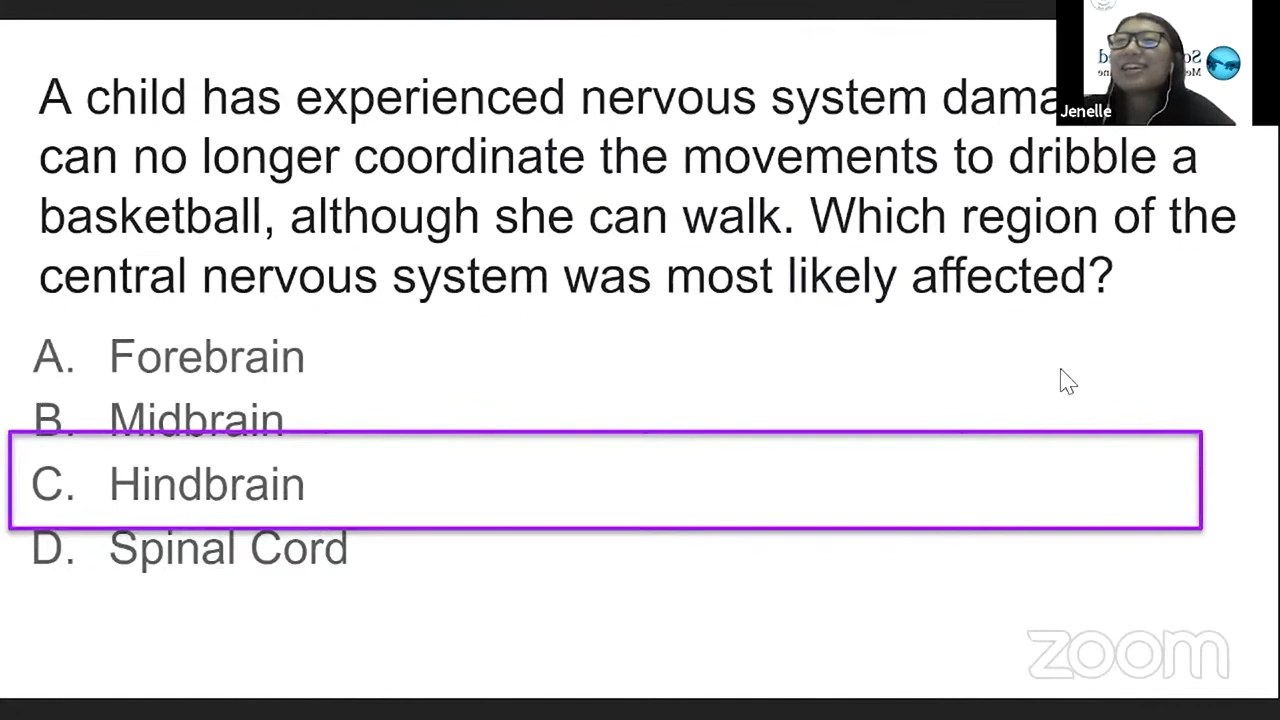 A child has experienced nervous system dama
can no longer coordinate the movements to dribble a
basketball, although she can walk. Which region of the
central nervous system was most likely affected?
A. Forebrain
B. Midbrain
C. Hindbrain
D. Spinal Cord
Jenelle
zoom